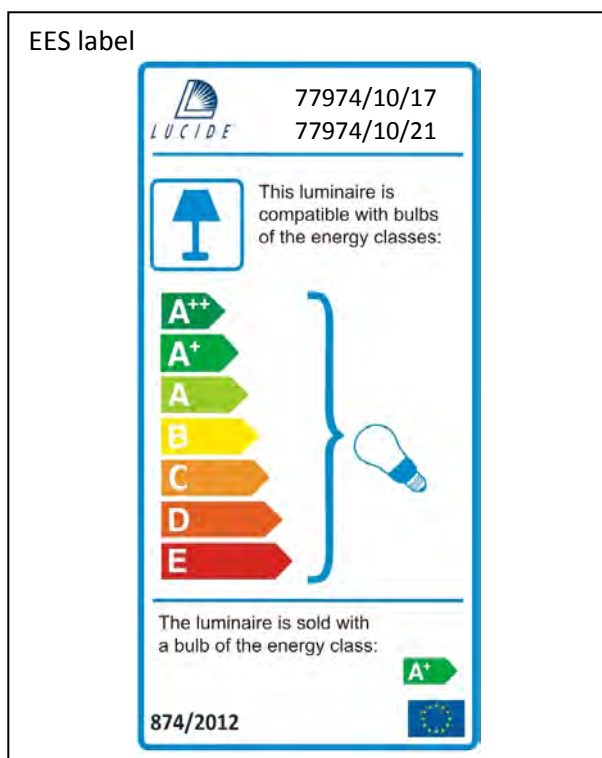 EES label
LUCIDE
77974/10/17
77974/10/21
This luminaire is
compatible with bulbs
of the energy classes:
A++
A+
A
B
C
D
E
The luminaire is sold with
a bulb of the energy class:
A+
874/2012